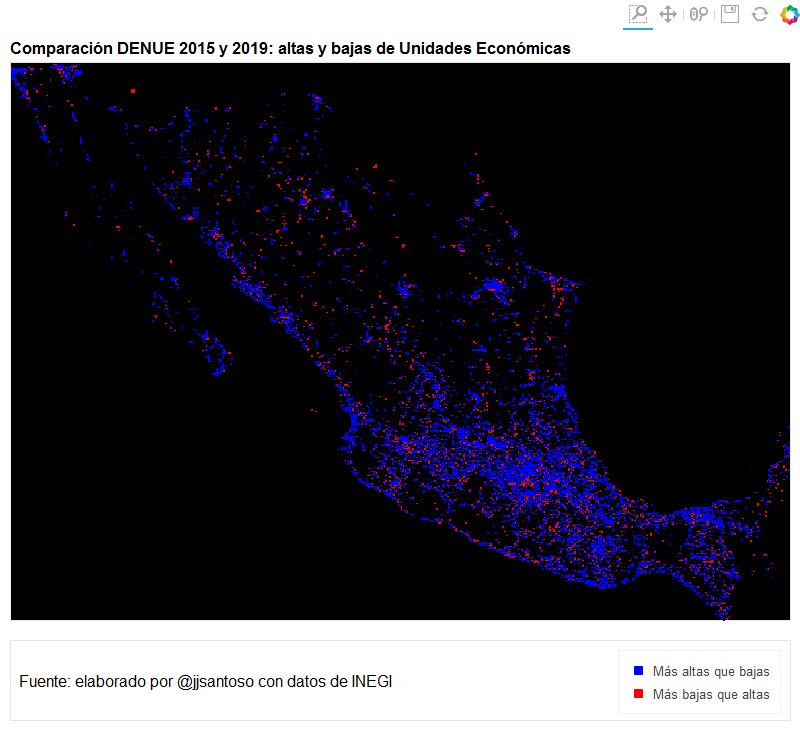 Comparación DENUE 2015 y 2019: altas y bajas de Unidades Económicas
Fuente: elaborado por @jjsantoso con datos de INEGI
Más altas que bajas
Más bajas que altas